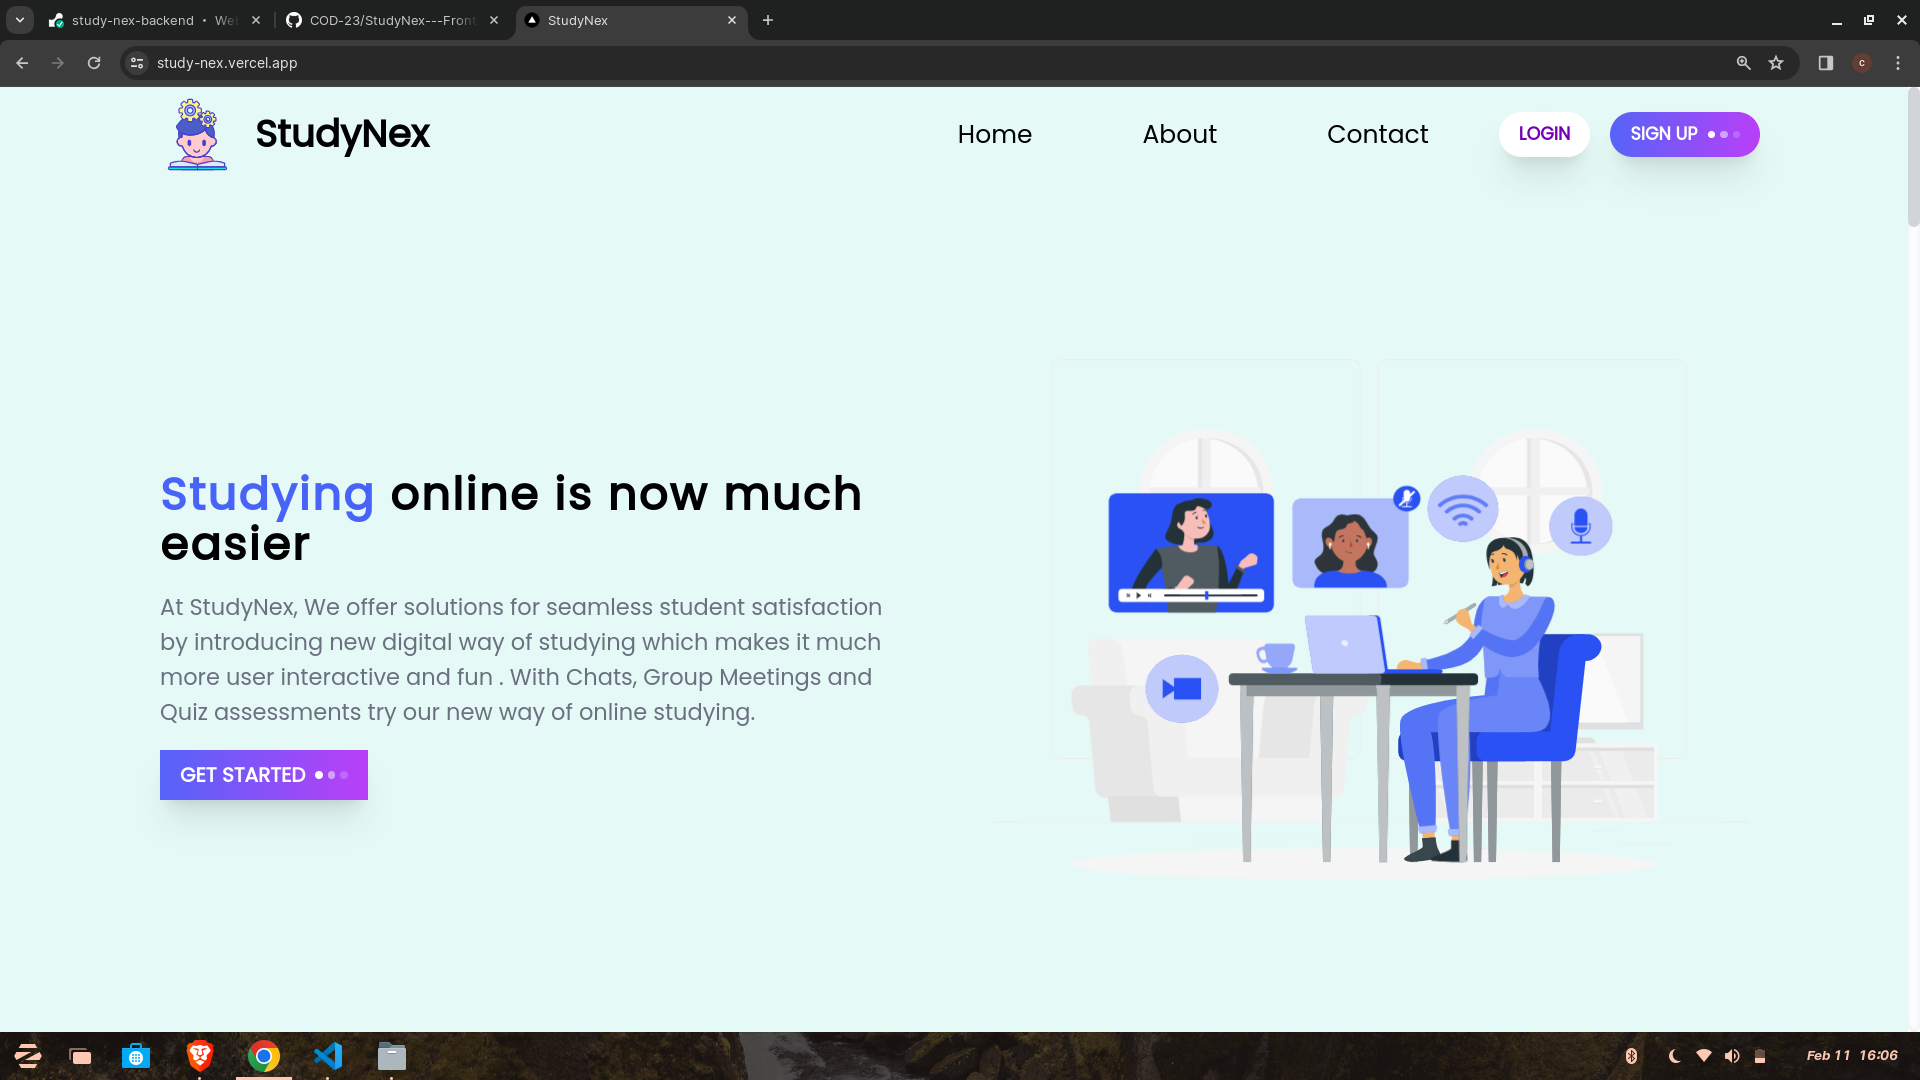 study-nex-backend • We
COD-23/StudyNex---Front
StudyNex
study-nex.vercel.app
c
StudyNex
Home
About
Contact
LOGIN
SIGN UP
Studying online is now much
easier
At StudyNex, We offer solutions for seamless student satisfaction
by introducing new digital way of studying which makes it much
more user interactive and fun . With Chats, Group Meetings and
Quiz assessments try our new way of online studying.
GET STARTED
Feb 11 16:06